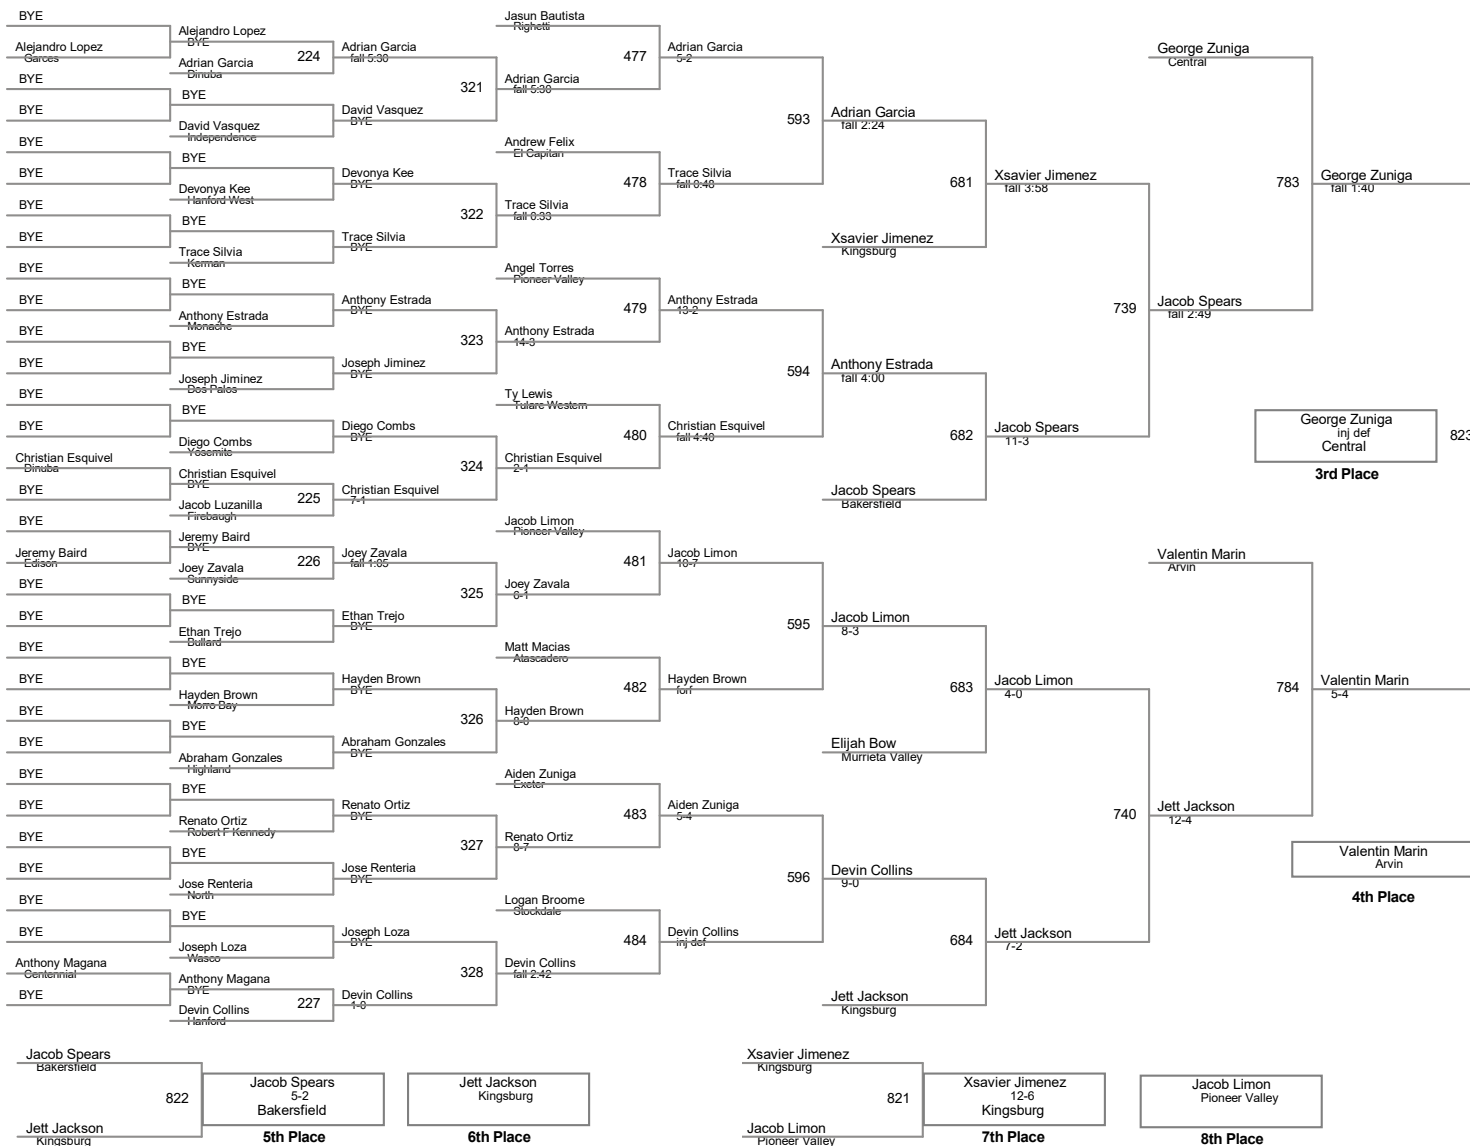 BYE
Alejandro Lopez
Garces
BYE
BYE
BYE
BYE
BYE
BYE
BYE
BYE
BYE
BYE
BYE
BYE
Christian Esquivel
Dinuba
BYE
BYE
Jeremy Baird
Edison
BYE
BYE
BYE
BYE
BYE
BYE
BYE
BYE
BYE
BYE
BYE
BYE
Anthony Magana
Centennial
BYE
Alejandro Lopez
BYE
224
Adrian Garcia
Dinuba
BYE
David Vasquez
Independence
BYE
Devonya Kee
Hanford West
BYE
Trace Silvia
Kerman
BYE
Anthony Estrada
Monache
BYE
Joseph Jiminez
Dos Palos
BYE
Diego Combs
Yosemite
Christian Esquivel
BYE
225
Jacob Luzanilla
Firebaugh
Jeremy Baird
BYE
226
Joey Zavala
Sunnyside
BYE
Ethan Trejo
Bullard
BYE
Hayden Brown
Morro Bay
BYE
Abraham Gonzales
Highland
BYE
Renato Ortiz
Robert F Kennedy
BYE
Jose Renteria
North
BYE
Joseph Loza
Wasco
Anthony Magana
BYE
227
Devin Collins
Hanford
Adrian Garcia
fall 5:30
321
David Vasquez
BYE
Devonya Kee
BYE
322
Trace Silvia
BYE
Anthony Estrada
BYE
323
Joseph Jiminez
BYE
Diego Combs
BYE
324
Christian Esquivel
7-1
Joey Zavala
fall 1:05
325
Ethan Trejo
BYE
Hayden Brown
BYE
326
Abraham Gonzales
BYE
Renato Ortiz
BYE
327
Jose Renteria
BYE
Joseph Loza
BYE
328
Devin Collins
1-0
Jasun Bautista
Righetti
477
Adrian Garcia
fall 5:30
Andrew Felix
El Capitan
478
Trace Silvia
fall 0:33
Angel Torres
Pioneer Valley
479
Anthony Estrada
14-3
Ty Lewis
Tulare Western
480
Christian Esquivel
2-1
Jacob Limon
Pioneer Valley
481
Joey Zavala
6-1
Matt Macias
Atascadero
482
Hayden Brown
8-0
Aiden Zuniga
Exeter
483
Renato Ortiz
8-7
Logan Broome
Stockdale
484
Devin Collins
fall 2:42
Adrian Garcia
5-2
593
Trace Silvia
fall 0:48
Anthony Estrada
13-2
594
Christian Esquivel
fall 4:40
Jacob Limon
10-7
595
Hayden Brown
forf
Aiden Zuniga
5-4
596
Devin Collins
inj def
Adrian Garcia
fall 2:24
681
Xsavier Jimenez
Kingsburg
Anthony Estrada
fall 4:00
682
Jacob Spears
Bakersfield
Jacob Limon
8-3
683
Elijah Bow
Murrieta Valley
Devin Collins
9-0
684
Jett Jackson
Kingsburg
Xsavier Jimenez
fall 3:58
739
Jacob Spears
11-3
Jacob Limon
4-0
740
Jett Jackson
7-2
George Zuniga
Central
783
Jacob Spears
fall 2:49
Valentin Marin
Arvin
784
Jett Jackson
12-4
George Zuniga
fall 1:40
George Zuniga
inj def
Central
823
3rd Place
Valentin Marin
5-4
Valentin Marin
Arvin
4th Place
Jacob Spears
Bakersfield
822
Jett Jackson
Kingsburg
Jacob Spears
5-2
Bakersfield
5th Place
Jett Jackson
Kingsburg
6th Place
Xsavier Jimenez
Kingsburg
821
Jacob Limon
Pioneer Valley
Xsavier Jimenez
12-6
Kingsburg
7th Place
Jacob Limon
Pioneer Valley
8th Place